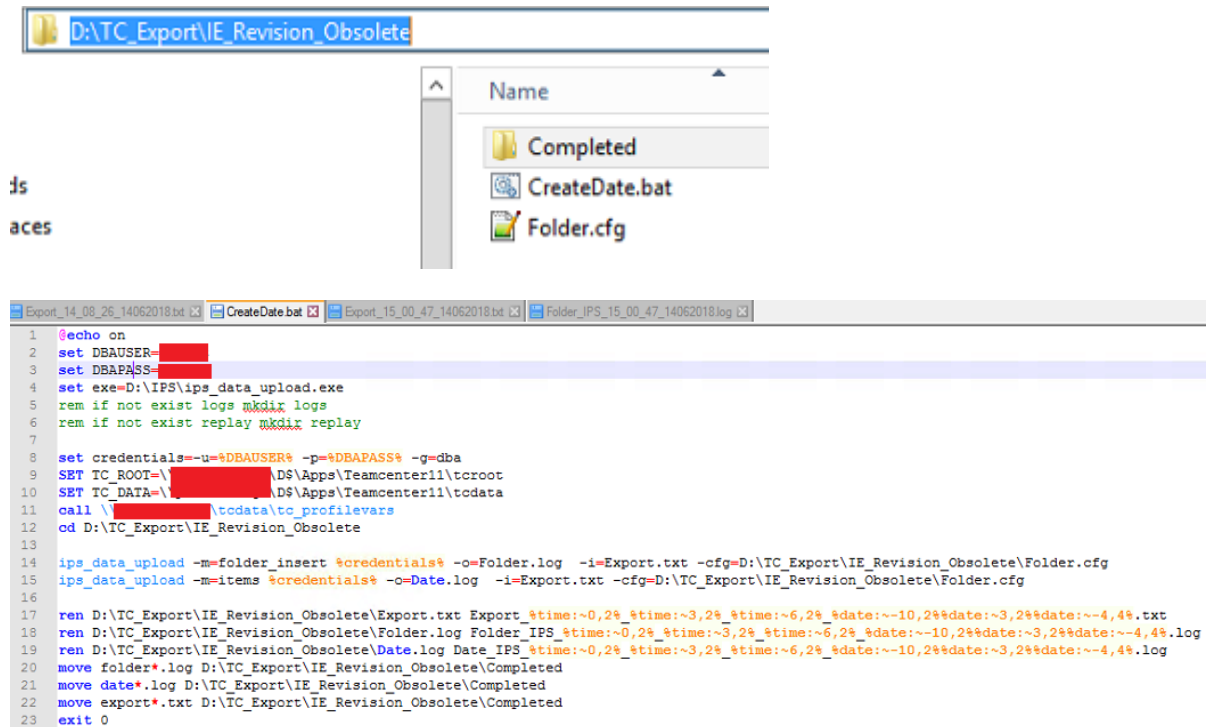 D:\TC_Export\IE_Revision_Obsolete
Name
Completed
ds
CreateDate.bat
aces
Folder.cfg
Export_14_08_26_14062018.txt CreateDate.bat Export_15_00_47_14062018.txt Folder_IPS_15_00_47_14062018.log
1 @echo on
2 set DBAUSER=
3 set DBAPASS=
4 set exe=D:\IPS\ips_data_upload.exe
5 rem if not exist logs mkdir logs
6 rem if not exist replay mkdir replay
7
8 set credentials=-u=%DBAUSER% -p=%DBAPASS% -g=dba
9 SET TC_ROOT=\\ \D$\Apps\Teamcenter11\tcroot
10 SET TC_DATA=\\ \D$\Apps\Teamcenter11\tcdata
11 call \\ \tcdata\tc_profilevars
12 cd D:\TC_Export\IE_Revision_Obsolete
13
14 ips_data_upload -m=folder_insert %credentials% -o=Folder.log -i=Export.txt -cfg=D:\TC_Export\IE_Revision_Obsolete\Folder.cfg
15 ips_data_upload -m=items %credentials% -o=Date.log -i=Export.txt -cfg=D:\TC_Export\IE_Revision_Obsolete\Folder.cfg
16
17 ren D:\TC_Export\IE_Revision_Obsolete\Export.txt Export_%time:~0,2%_%time:~3,2%_%time:~6,2%_%date:~-10,2%%date:~3,2%%date:~-4,4%.txt
18 ren D:\TC_Export\IE_Revision_Obsolete\Folder.log Folder_IPS_%time:~0,2%_%time:~3,2%_%time:~6,2%_%date:~-10,2%%date:~3,2%%date:~-4,4%.log
19 ren D:\TC_Export\IE_Revision_Obsolete\Date.log Date_IPS_%time:~0,2%_%time:~3,2%_%time:~6,2%_%date:~-10,2%%date:~3,2%%date:~-4,4%.log
20 move folder*.log D:\TC_Export\IE_Revision_Obsolete\Completed
21 move date*.log D:\TC_Export\IE_Revision_Obsolete\Completed
22 move export*.txt D:\TC_Export\IE_Revision_Obsolete\Completed
23 exit 0